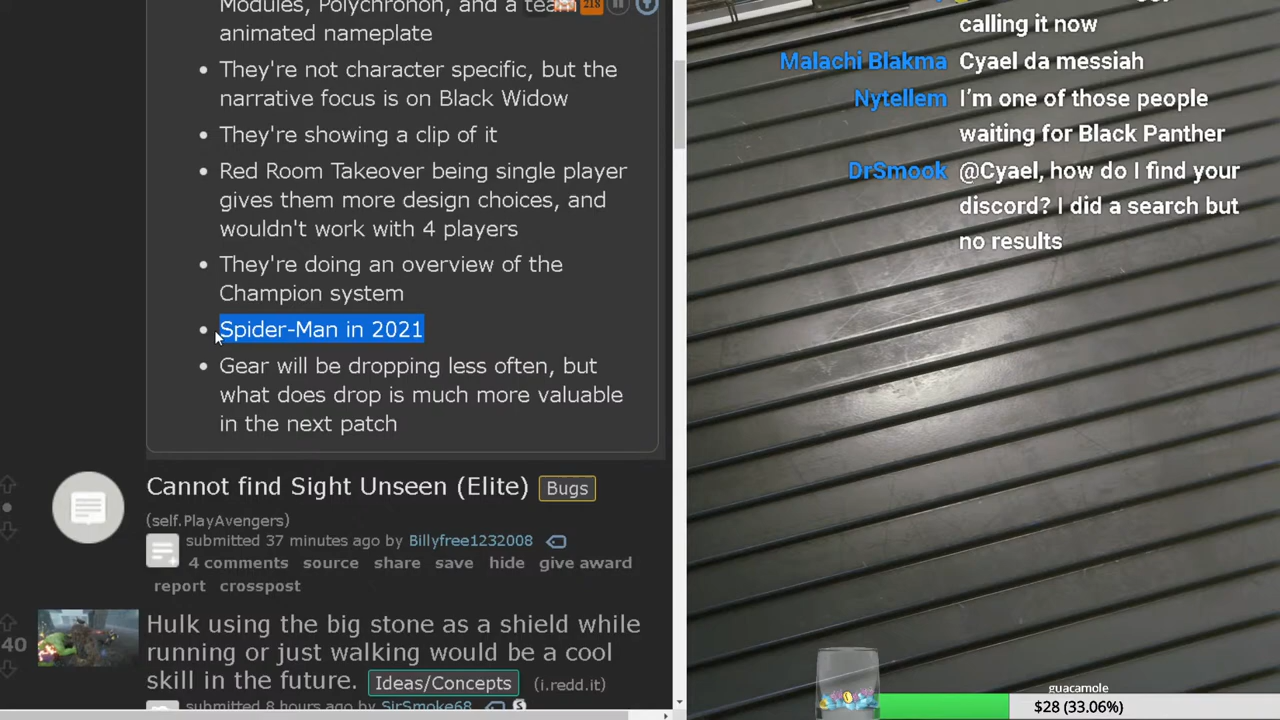 Modules, Polychronon, and a team
218
animated nameplate
They're not character specific, but the
narrative focus is on Black Widow
They're showing a clip of it
Red Room Takeover being single player
gives them more design choices, and
wouldn't work with 4 players
They're doing an overview of the
Champion system
Spider-Man in 2021
Gear will be dropping less often, but
what does drop is much more valuable
in the next patch
Cannot find Sight Unseen (Elite) Bugs
(self.PlayAvengers)
submitted 37 minutes ago by Billyfree1232008
4 comments source share save hide give award
report crosspost
40
Hulk using the big stone as a shield while
running or just walking would be a cool
skill in the future. Ideas/Concepts (i.redd.it)
submitted 8 hours ago by SirSmoke68
calling it now
Malachi Blakma Cyael da messiah
Nytellem I'm one of those people
waiting for Black Panther
DrSmook @Cyael, how do I find your
discord? I did a search but
no results
guacamole
$28 (33.06%)